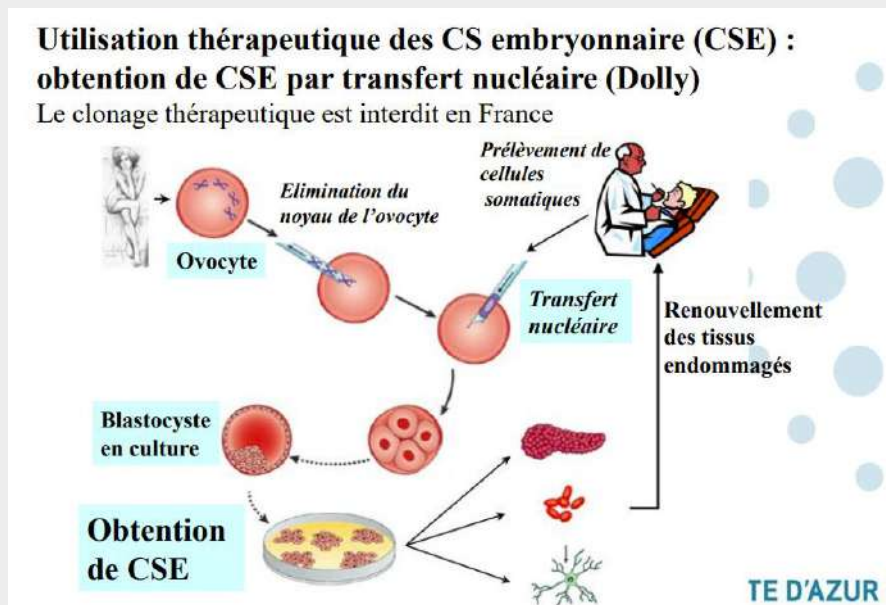 Utilisation thérapeutique des CS embryonnaire (CSE) :
obtention de CSE par transfert nucléaire (Dolly)
Le clonage thérapeutique est interdit en France
Prélèvement de
cellules
somatiques
Elimination du
noyau de l'ovocyte
Ovocyte
Transfert
nucléaire
Renouvellement
des tissus
endommagés
Blastocyste
en culture
Obtention
de CSE
TE D'AZUR